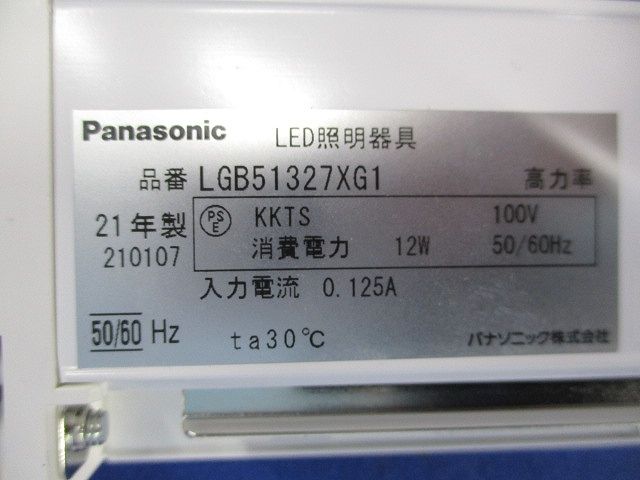 Panasonic LED照明器具
品番 LGB51327XG1 高力率
21年製 PSE KKTS 100V
210107 消費電力 12W 50/60Hz
入力電流 0.125A
50/60 Hz ta30℃ パナソニック株式会社